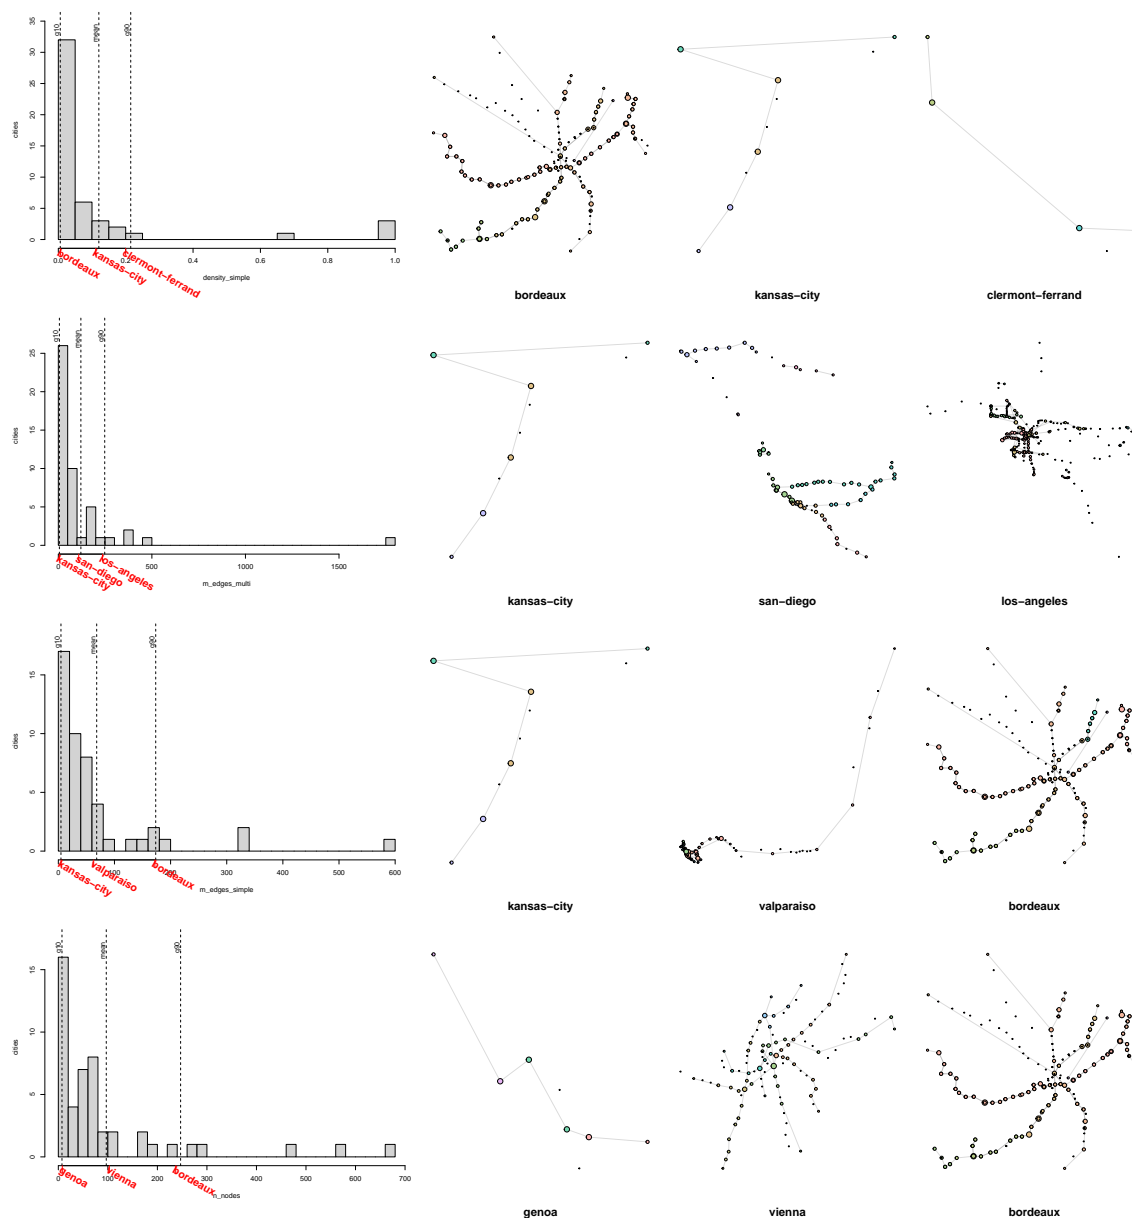 q10 mean q90
35
30
25
20
15
10
5
0
cities
0.0 0.2 0.4 0.6 0.8 1.0
density_simple
bordeaux kansas-city clermont-ferrand
bordeaux kansas-city clermont-ferrand
q10 mean q90
25
20
15
10
5
0
cities
0 500 1000 1500
m_edges_multi
kansas-city san-diego los-angeles
kansas-city san-diego los-angeles
q10 mean q90
15
10
5
0
cities
0 100 200 300 400 500 600
m_edges_simple
kansas-city valparaiso bordeaux
kansas-city valparaiso bordeaux
q10 mean q90
15
10
5
0
cities
0 100 200 300 400 500 600 700
n_nodes
genoa vienna bordeaux
genoa vienna bordeaux